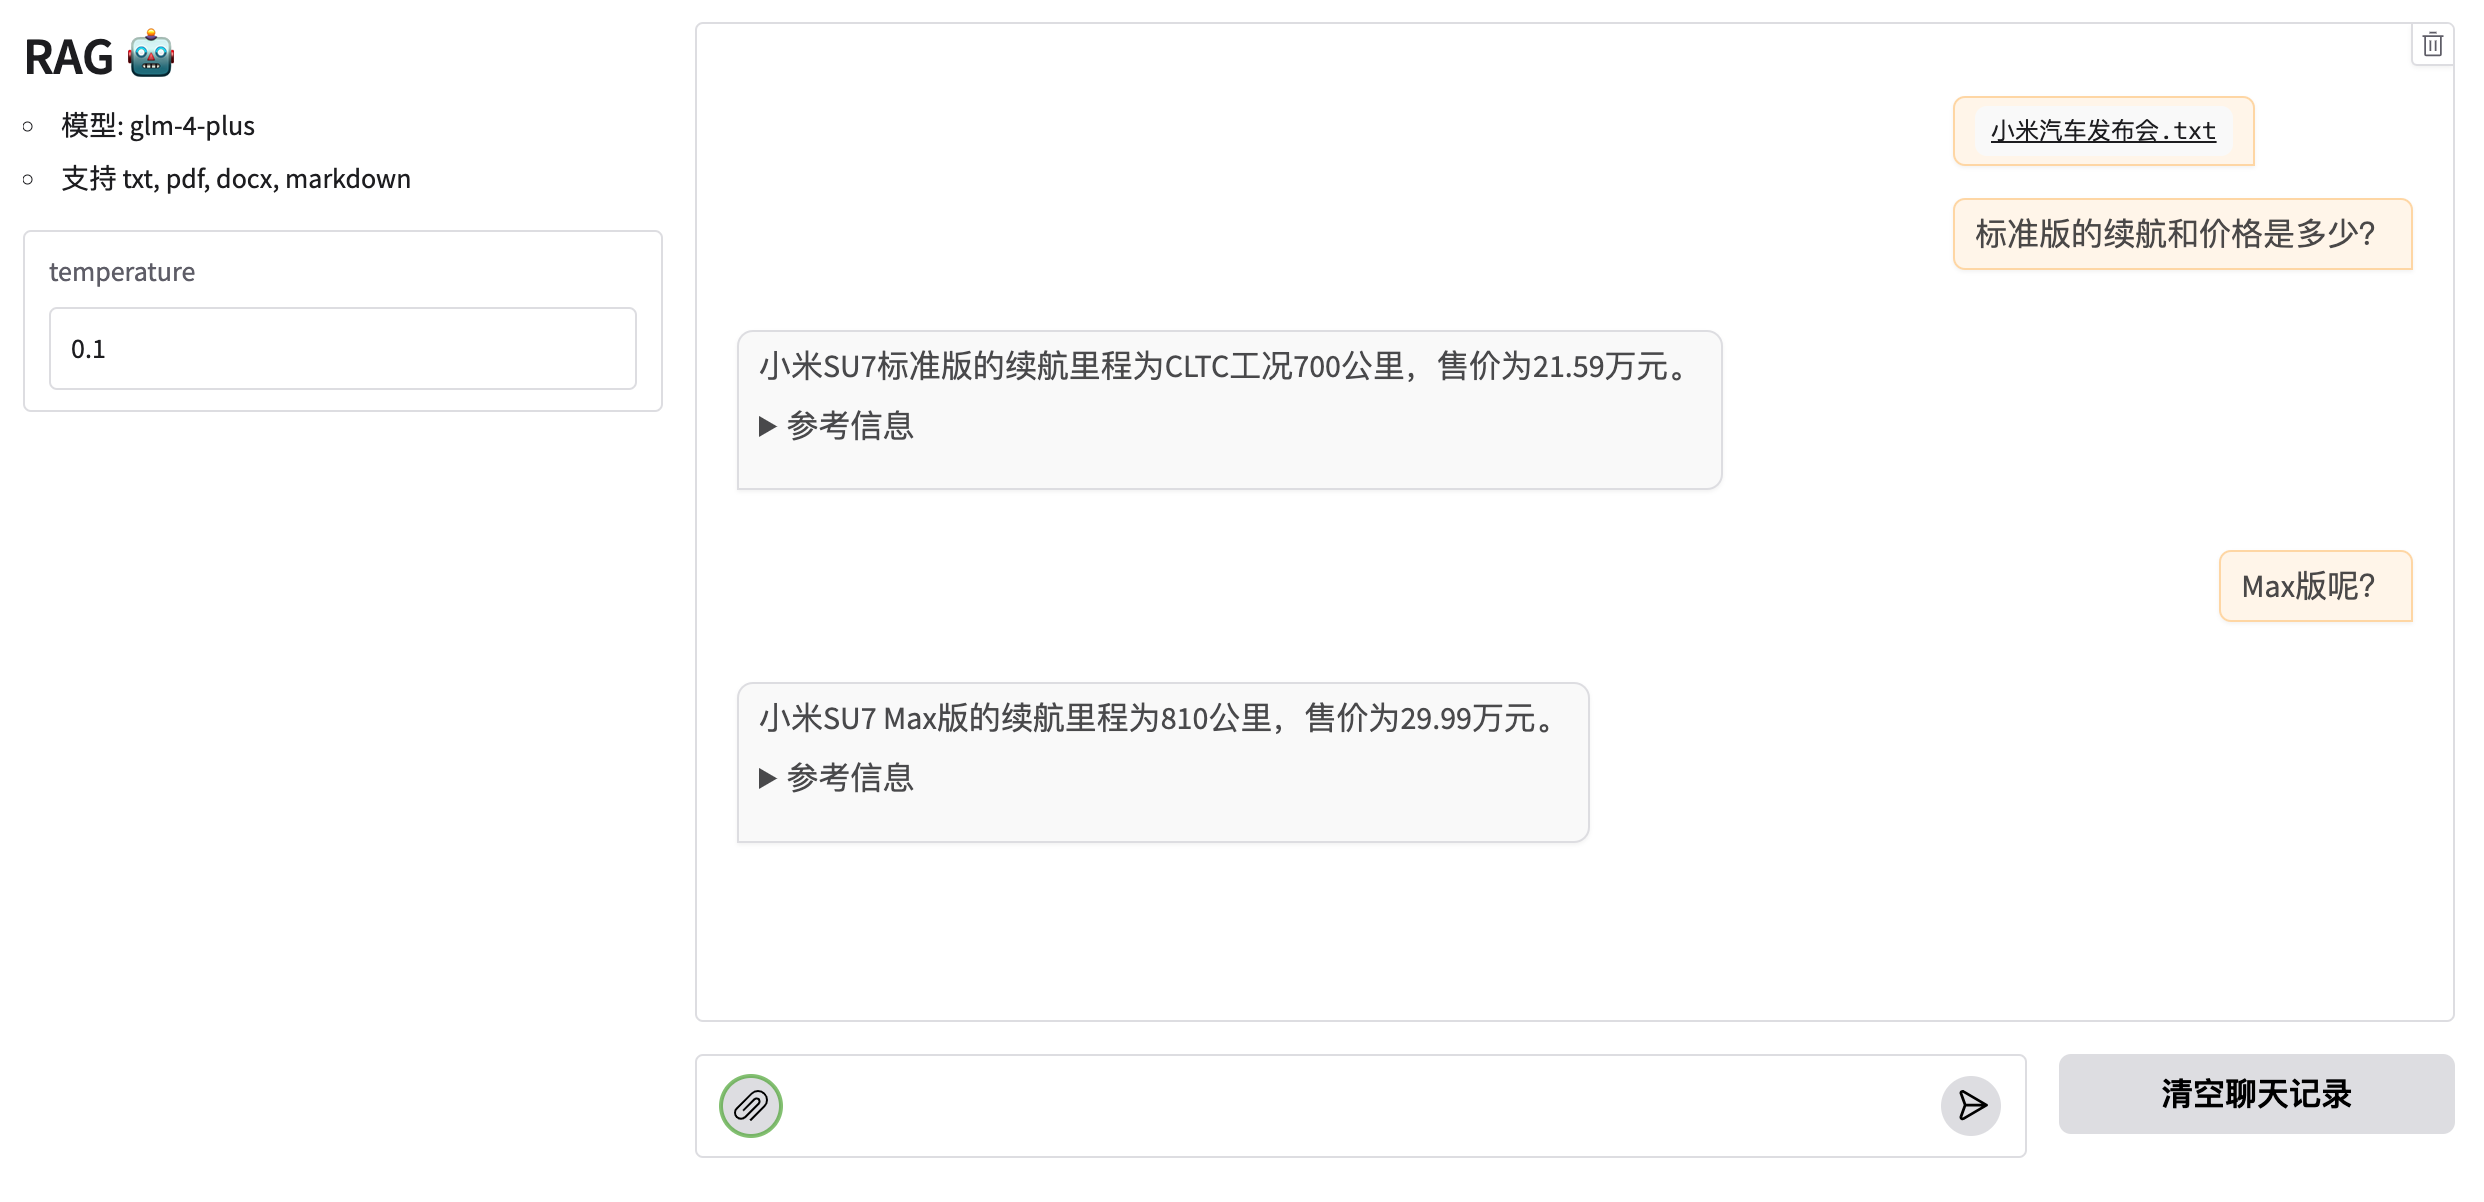 RAG 🤖
模型: glm-4-plus
支持 txt, pdf, docx, markdown
temperature
0.1
小米汽车发布会.txt
标准版的续航和价格是多少?
小米SU7标准版的续航里程为CLTC工况700公里，售价为21.59万元。
▶ 参考信息
Max版呢?
小米SU7 Max版的续航里程为810公里，售价为29.99万元。
▶ 参考信息
清空聊天记录